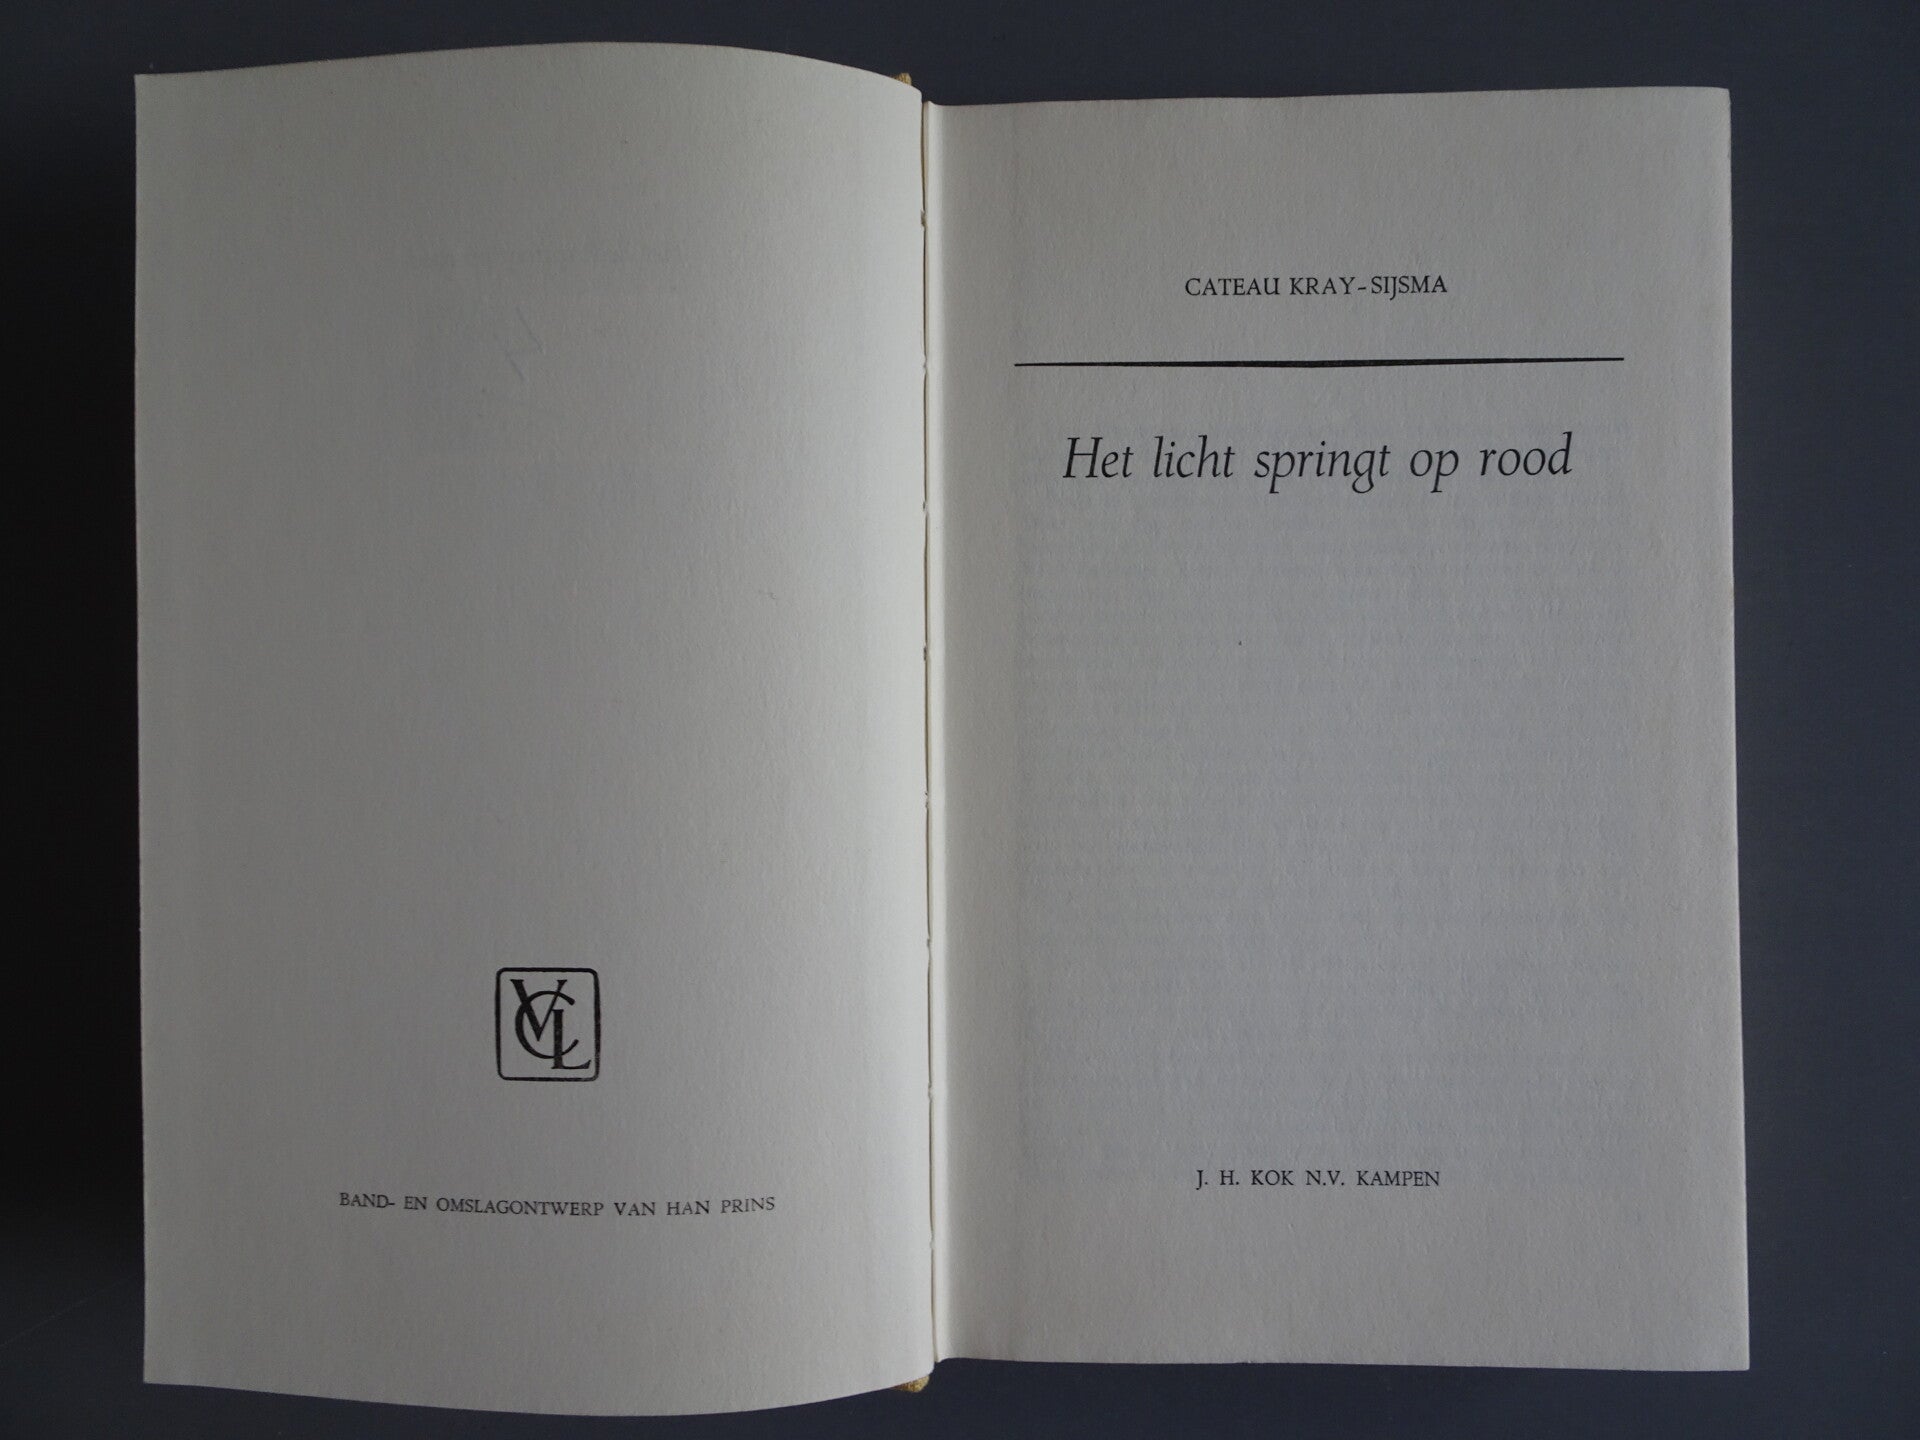 VCL
BAND- EN OMSLAGONTWERP VAN HAN PRINS
CATEAU KRAY-SIJSMA
Het licht springt op rood
J. H. KOK N.V. KAMPEN